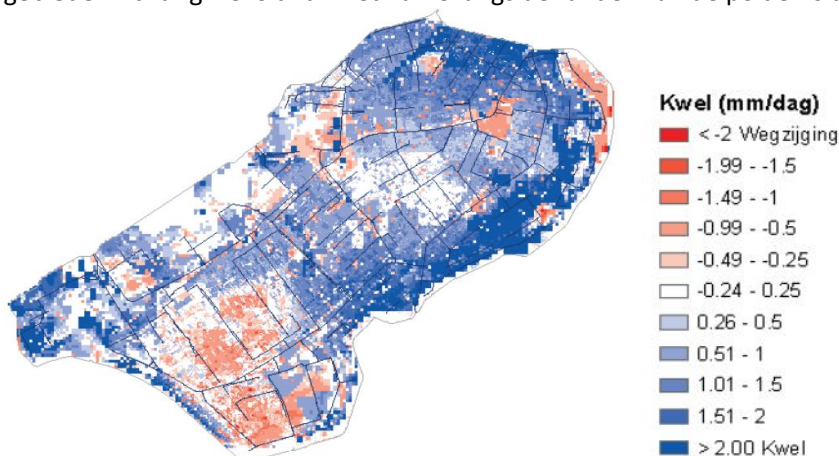 Kwel (mm/dag)
< -2 Wegzijging
-1.99 - -1.5
-1.49 - -1
-0.99 - -0.5
-0.49 - -0.25
-0.24 - 0.25
0.26 - 0.5
0.51 - 1
1.01 - 1.5
1.51 - 2
> 2.00 Kwel